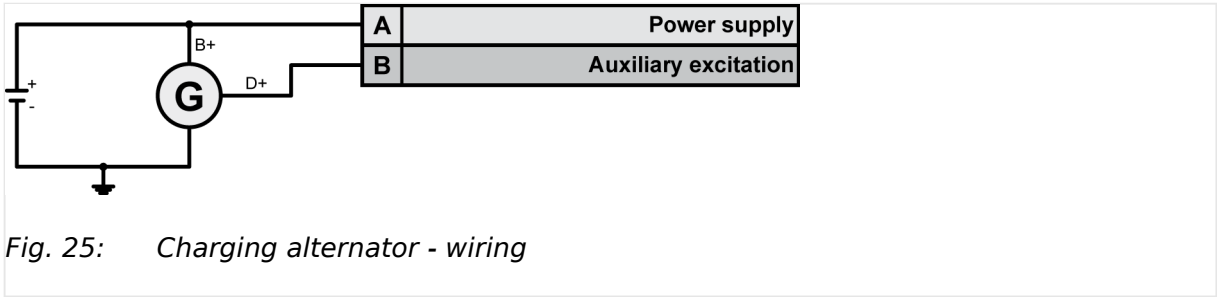 A Power supply
B+
B Auxiliary excitation
D+
+
G
-
Fig. 25: Charging alternator - wiring